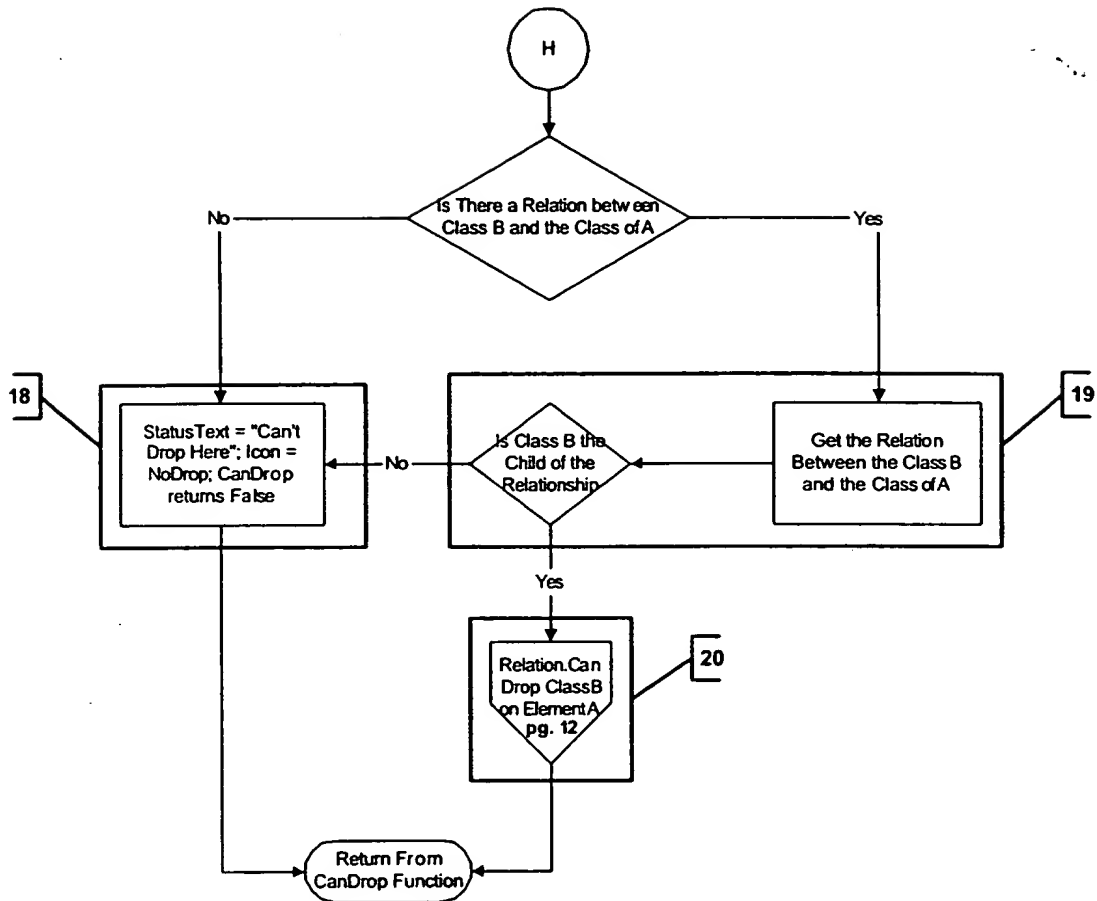 H
Is There a Relation between
Class B and the Class of A
No
Yes
18
StatusText = "Can't
Drop Here"; Icon =
NoDrop; CanDrop
returns False
No
Is Class B the
Child of the
Relationship
Get the Relation
Between the Class B
and the Class of A
19
Yes
Relation.Can
Drop ClassB
on Element A
pg. 12
20
Return From
CanDrop Function